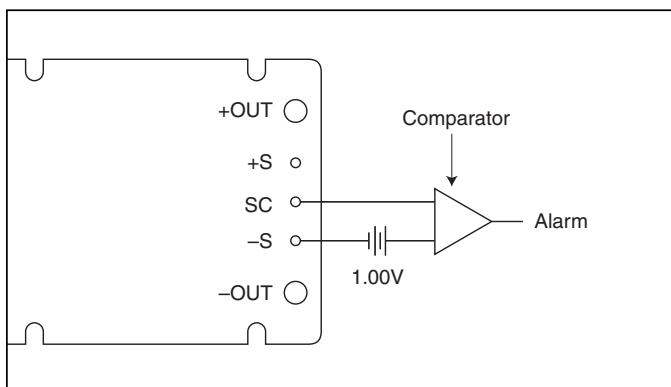 +OUT
Comparator
+S
SC
Alarm
–S
1.00V
–OUT